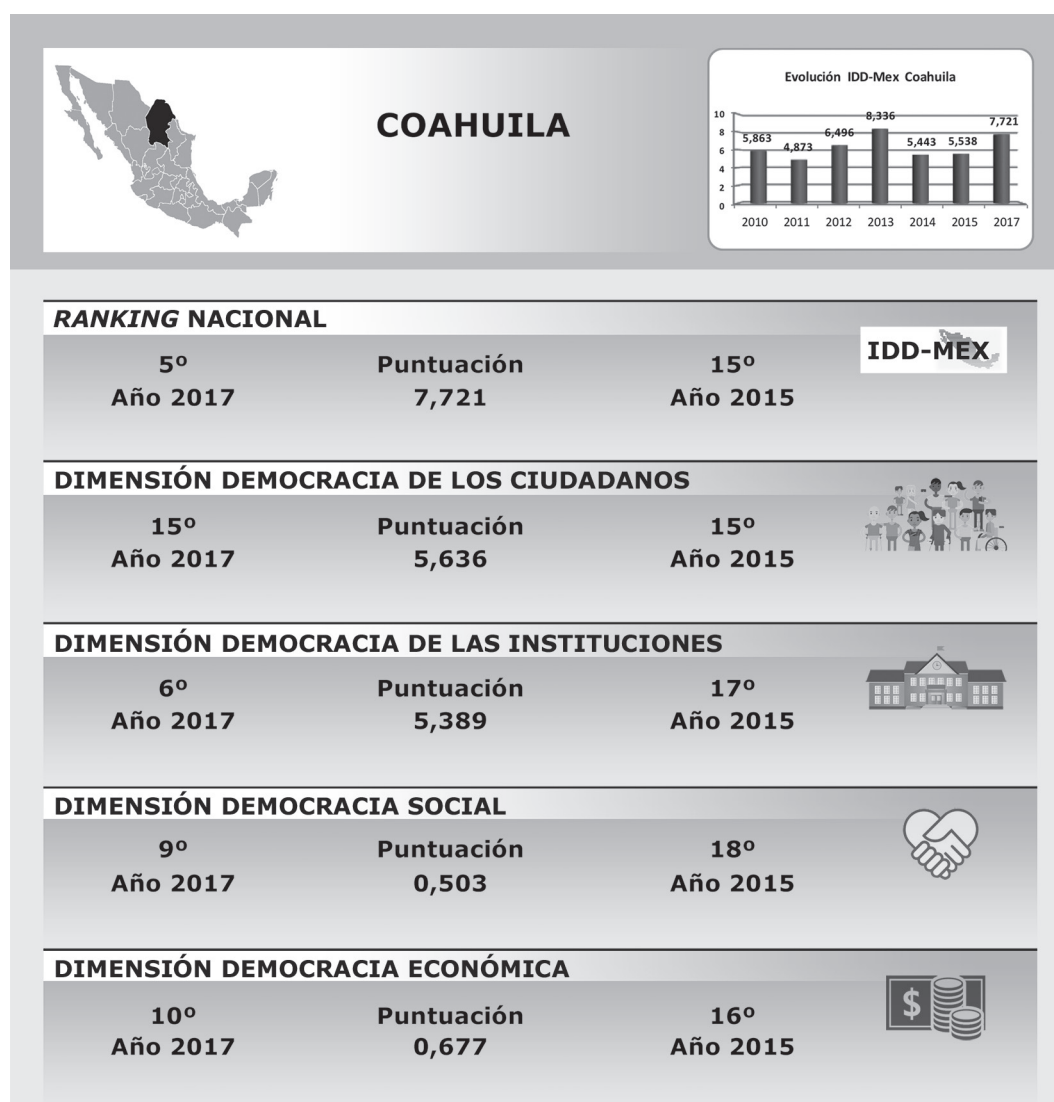 COAHUILA
Evolución IDD-Mex Coahuila
10
8
6
4
2
0
5,863
4,873
6,496
8,336
5,443
5,538
7,721
2010 2011 2012 2013 2014 2015 2017
RANKING NACIONAL
IDD-MEX
5º Puntuación 15º
Año 2017 7,721 Año 2015
DIMENSIÓN DEMOCRACIA DE LOS CIUDADANOS
15º Puntuación 15º
Año 2017 5,636 Año 2015
DIMENSIÓN DEMOCRACIA DE LAS INSTITUCIONES
6º Puntuación 17º
Año 2017 5,389 Año 2015
DIMENSIÓN DEMOCRACIA SOCIAL
9º Puntuación 18º
Año 2017 0,503 Año 2015
DIMENSIÓN DEMOCRACIA ECONÓMICA
$
10º Puntuación 16º
Año 2017 0,677 Año 2015